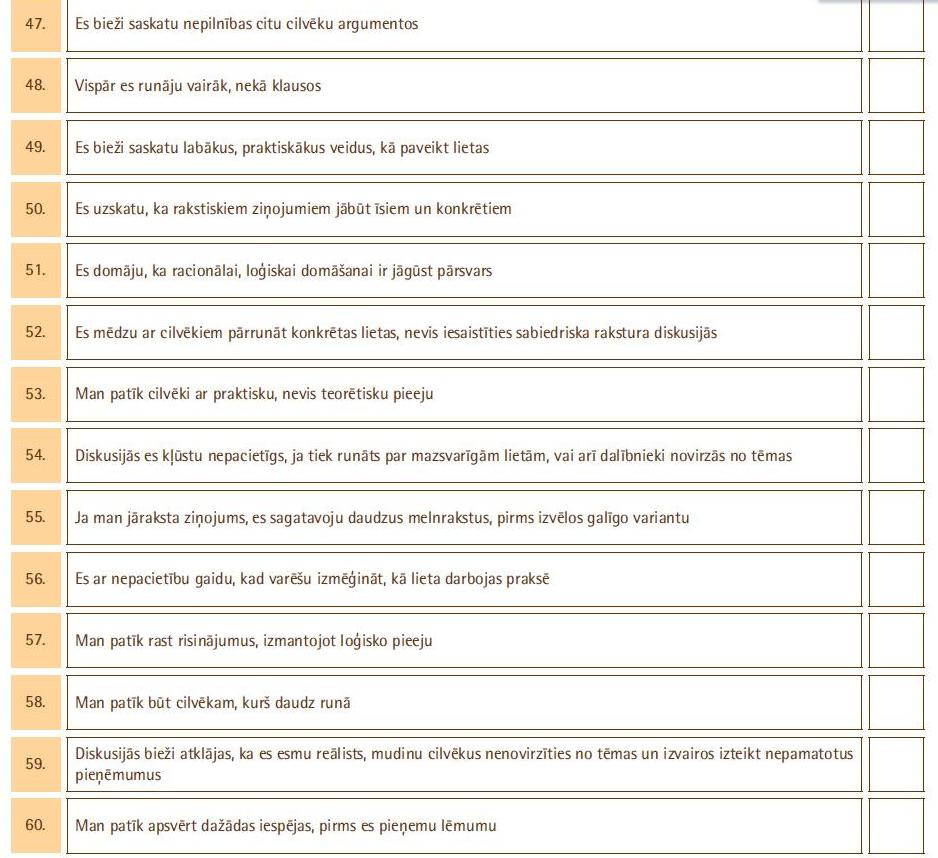 47. Es bieži saskatu nepilnības citu cilvēku argumentos
48. Vispār es runāju vairāk, nekā klausos
49. Es bieži saskatu labākus, praktiskākus veidus, kā paveikt lietas
50. Es uzskatu, ka rakstiskiem ziņojumiem jābūt īsiem un konkrētiem
51. Es domāju, ka racionālai, loģiskai domāšanai ir jāgūst pārsvars
52. Es mēdzu ar cilvēkiem pārrunāt konkrētas lietas, nevis iesaistīties sabiedriska rakstura diskusijās
53. Man patīk cilvēki ar praktisku, nevis teorētisku pieeju
54. Diskusijās es kļūstu nepacietīgs, ja tiek runāts par mazsvarīgām lietām, vai arī dalībnieki novirzās no tēmas
55. Ja man jāraksta ziņojums, es sagatavoju daudzus melnrakstus, pirms izvēlos galīgo variantu
56. Es ar nepacietību gaidu, kad varēšu izmēģināt, kā lieta darbojas praksē
57. Man patīk rast risinājumus, izmantojot loģisko pieeju
58. Man patīk būt cilvēkam, kurš daudz runā
59. Diskusijās bieži atklājas, ka es esmu reālists, mudinu cilvēkus nenovirzīties no tēmas un izvairos izteikt nepamatotus
pieņēmumus
60. Man patīk apsvērt dažādas iespējas, pirms es pieņemu lēmumu